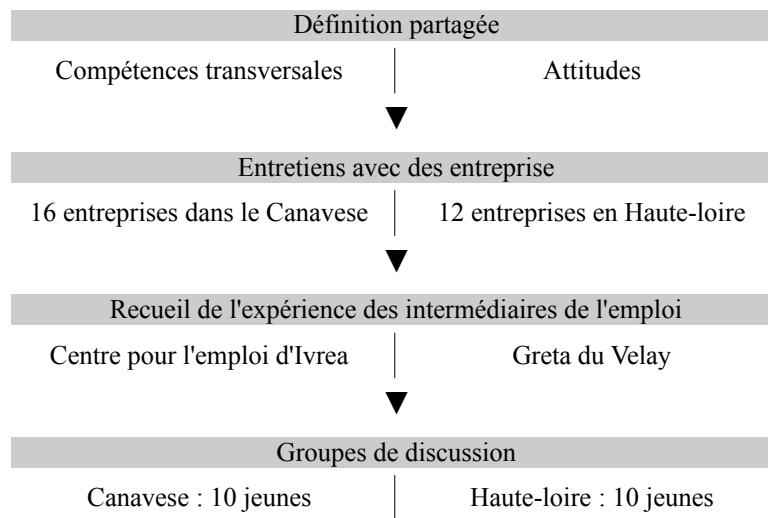 Définition partagée
Compétences transversales
Attitudes
Entretiens avec des entreprise
16 entreprises dans le Canavese
12 entreprises en Haute-loire
Recueil de l'expérience des intermédiaires de l'emploi
Centre pour l'emploi d'Ivrea
Greta du Velay
Groupes de discussion
Canavese : 10 jeunes
Haute-loire : 10 jeunes